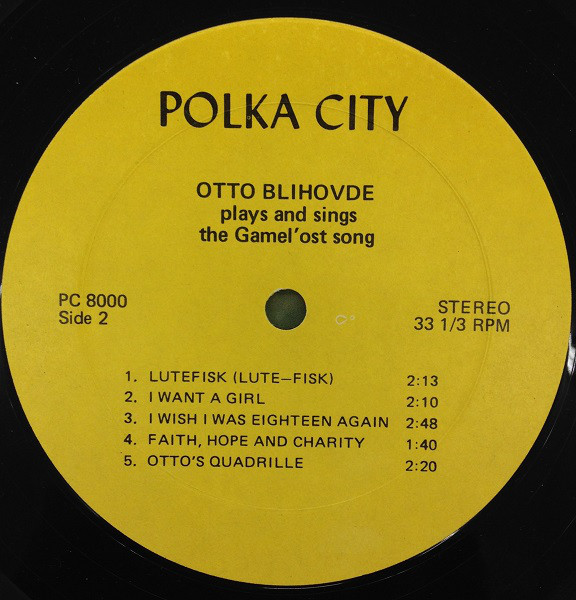 POLKA CITY
OTTO BLIHOVDE
plays and sings
the Gamel'ost song
PC 8000
Side 2
STEREO
33 1/3 RPM
1. LUTEFISK (LUTE—FISK) 2:13
2. I WANT A GIRL 2:10
3. I WISH I WAS EIGHTEEN AGAIN 2:48
4. FAITH, HOPE AND CHARITY 1:40
5. OTTO'S QUADRILLE 2:20